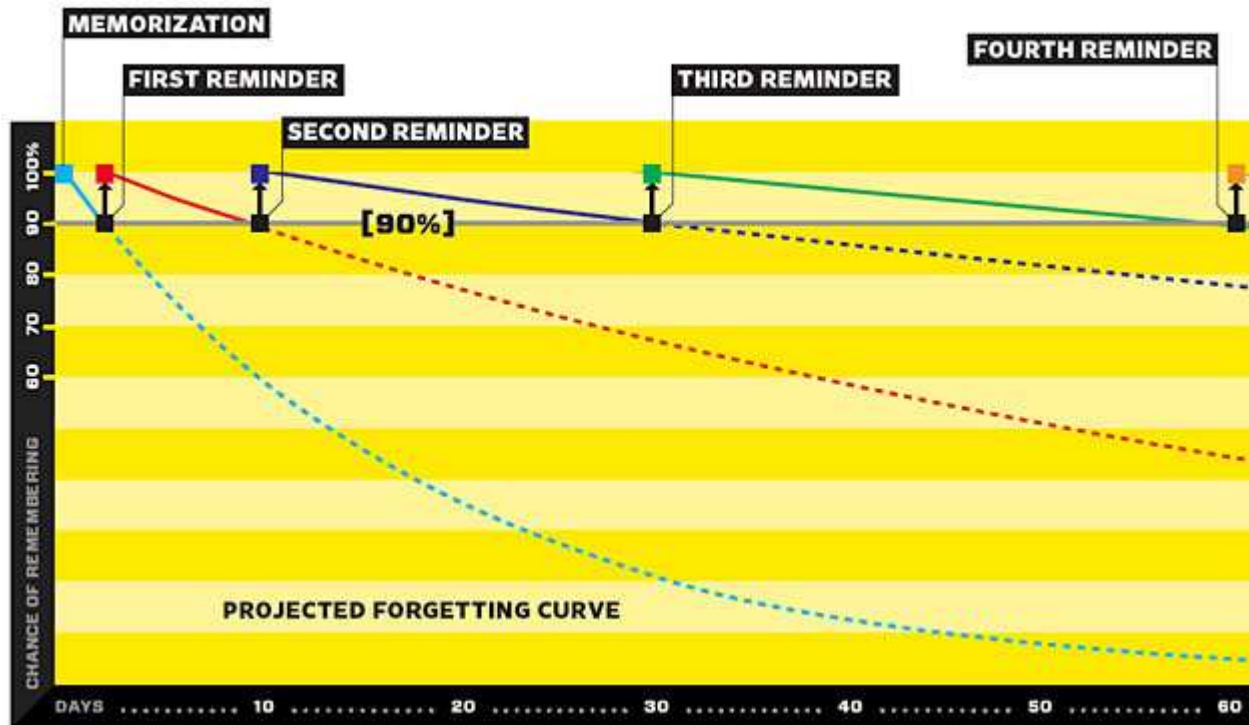 MEMORIZATION
FIRST REMINDER
SECOND REMINDER
THIRD REMINDER
FOURTH REMINDER
100%
90
80
70
60
CHANCE OF REMEMBERING
[90%]
PROJECTED FORGETTING CURVE
DAYS 10 20 30 40 50 60